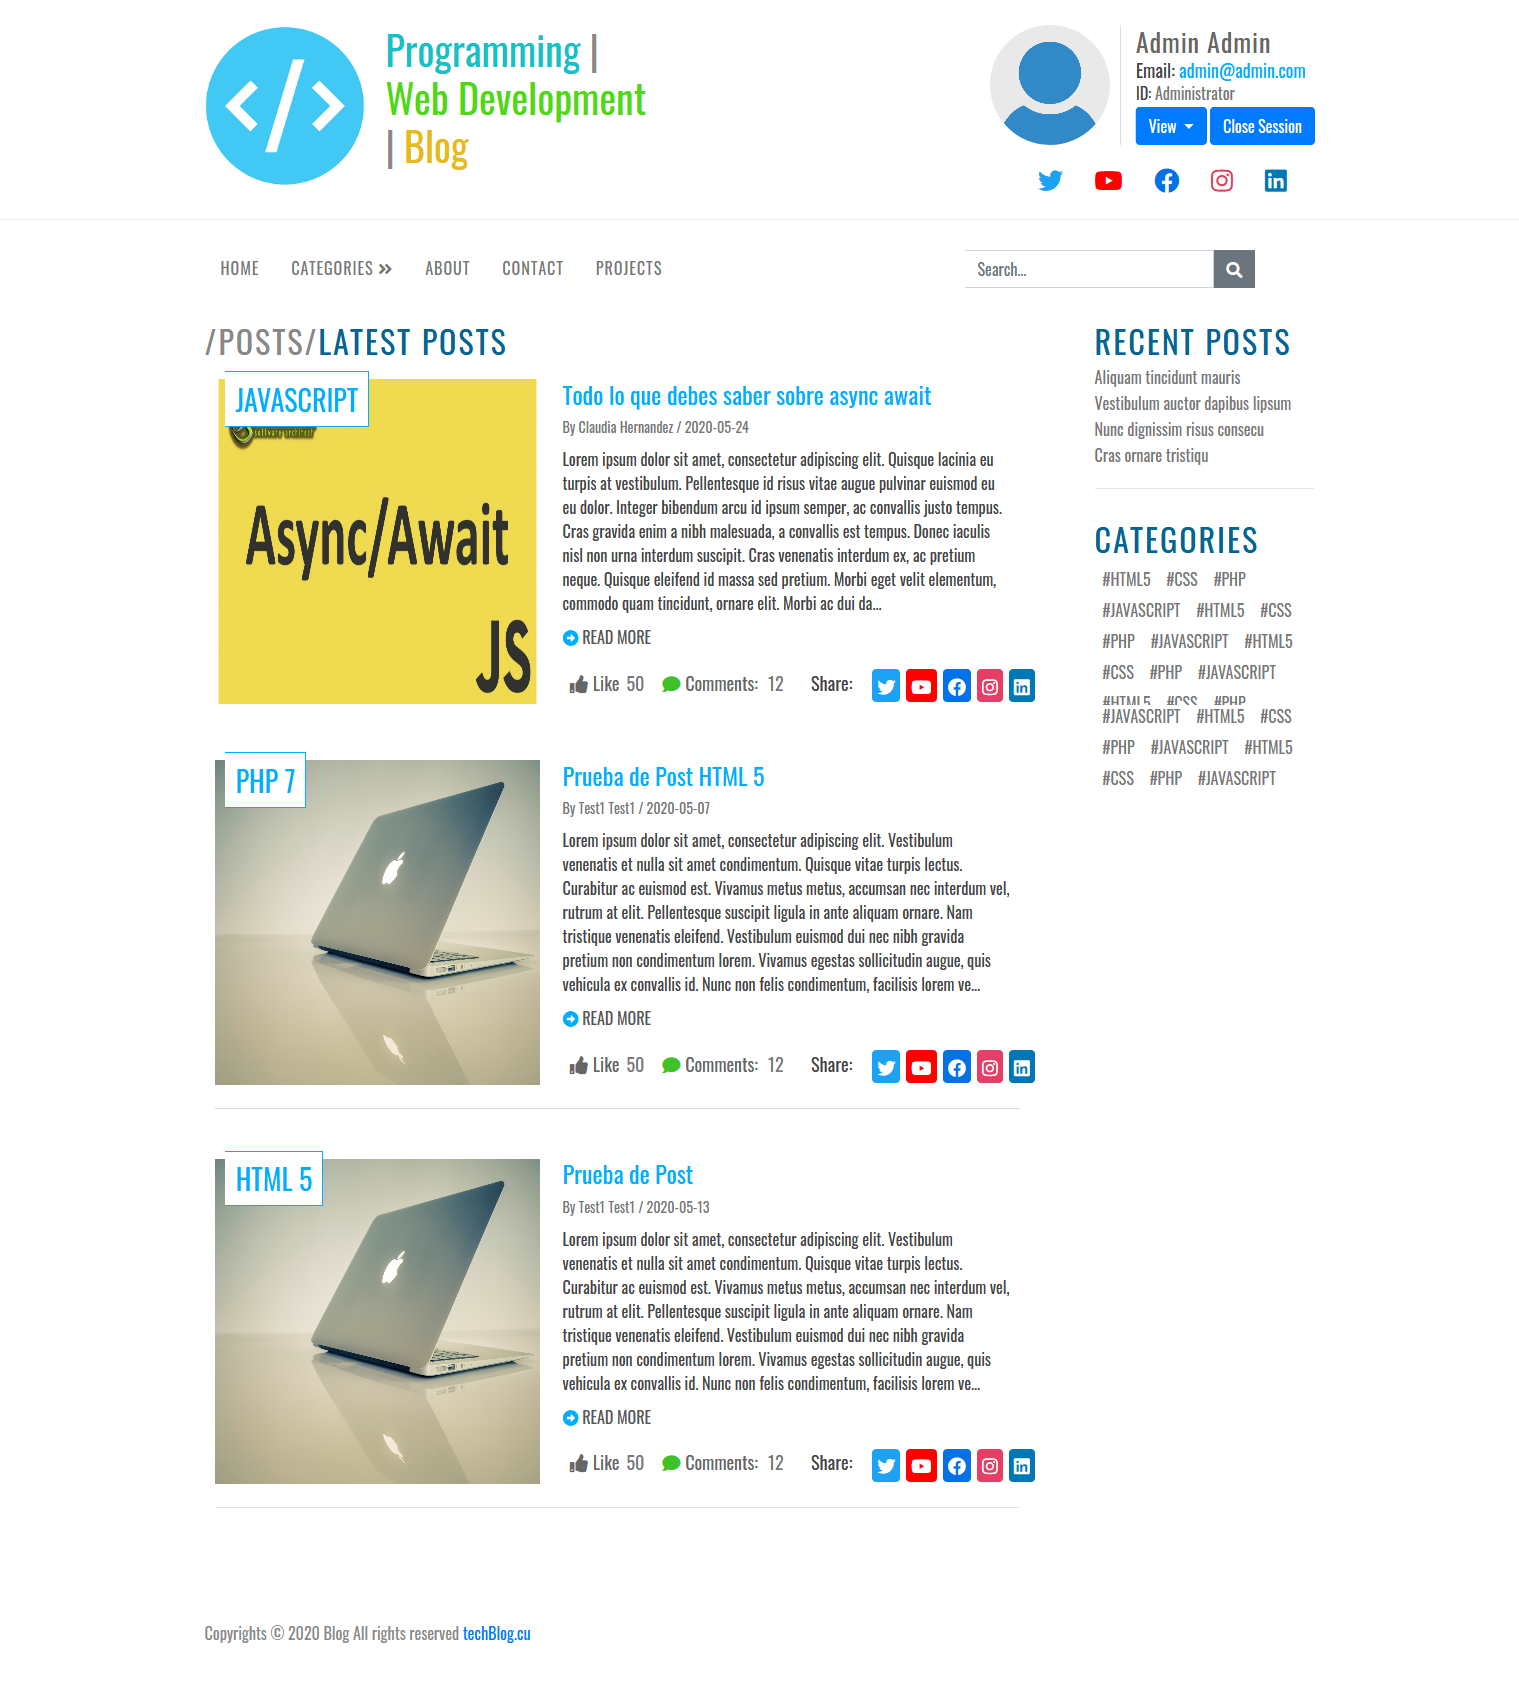 Programming |
Web Development
| Blog
Admin Admin
Email: admin@admin.com
ID: Administrator
View Close Session
HOME CATEGORIES ABOUT CONTACT PROJECTS
Search...
/POSTS/LATEST POSTS
JAVASCRIPT
software architect
Async/Await
JS
Todo lo que debes saber sobre async await
By Claudia Hernandez / 2020-05-24
Lorem ipsum dolor sit amet, consectetur adipiscing elit. Quisque lacinia eu
turpis at vestibulum. Pellentesque id risus vitae augue pulvinar euismod eu
eu dolor. Integer bibendum arcu id ipsum semper, ac convallis justo tempus.
Cras gravida enim a nibh malesuada, a convallis est tempus. Donec iaculis
nisl non urna interdum suscipit. Cras venenatis interdum ex, ac pretium
neque. Quisque eleifend id massa sed pretium. Morbi eget velit elementum,
commodo quam tincidunt, ornare elit. Morbi ac dui da...
READ MORE
Like 50 Comments: 12 Share:
PHP 7
Prueba de Post HTML 5
By Test1 Test1 / 2020-05-07
Lorem ipsum dolor sit amet, consectetur adipiscing elit. Vestibulum
venenatis et nulla sit amet condimentum. Quisque vitae turpis lectus.
Curabitur ac euismod est. Vivamus metus metus, accumsan nec interdum vel,
rutrum at elit. Pellentesque suscipit ligula in ante aliquam ornare. Nam
tristique venenatis eleifend. Vestibulum euismod dui nec nibh gravida
pretium non condimentum lorem. Vivamus egestas sollicitudin augue, quis
vehicula ex convallis id. Nunc non felis condimentum, facilisis lorem ve...
READ MORE
Like 50 Comments: 12 Share:
HTML 5
Prueba de Post
By Test1 Test1 / 2020-05-13
Lorem ipsum dolor sit amet, consectetur adipiscing elit. Vestibulum
venenatis et nulla sit amet condimentum. Quisque vitae turpis lectus.
Curabitur ac euismod est. Vivamus metus metus, accumsan nec interdum vel,
rutrum at elit. Pellentesque suscipit ligula in ante aliquam ornare. Nam
tristique venenatis eleifend. Vestibulum euismod dui nec nibh gravida
pretium non condimentum lorem. Vivamus egestas sollicitudin augue, quis
vehicula ex convallis id. Nunc non felis condimentum, facilisis lorem ve...
READ MORE
Like 50 Comments: 12 Share:
RECENT POSTS
Aliquam tincidunt mauris
Vestibulum auctor dapibus lipsum
Nunc dignissim risus consecu
Cras ornare tristiqu
CATEGORIES
#HTML5 #CSS #PHP
#JAVASCRIPT #HTML5 #CSS
#PHP #JAVASCRIPT #HTML5
#CSS #PHP #JAVASCRIPT
#HTML5 #CSS #PHP
#JAVASCRIPT #HTML5 #CSS
#PHP #JAVASCRIPT #HTML5
#CSS #PHP #JAVASCRIPT
Copyrights © 2020 Blog All rights reserved techBlog.cu